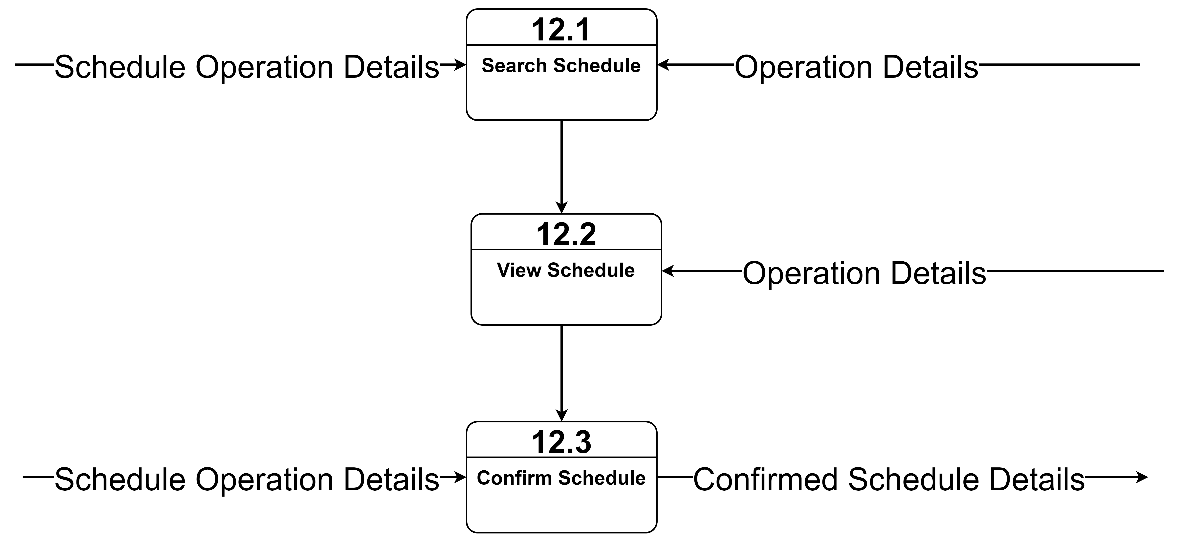 12.1
Schedule Operation Details
Search Schedule
Operation Details
12.2
View Schedule
Operation Details
12.3
Schedule Operation Details
Confirm Schedule
Confirmed Schedule Details